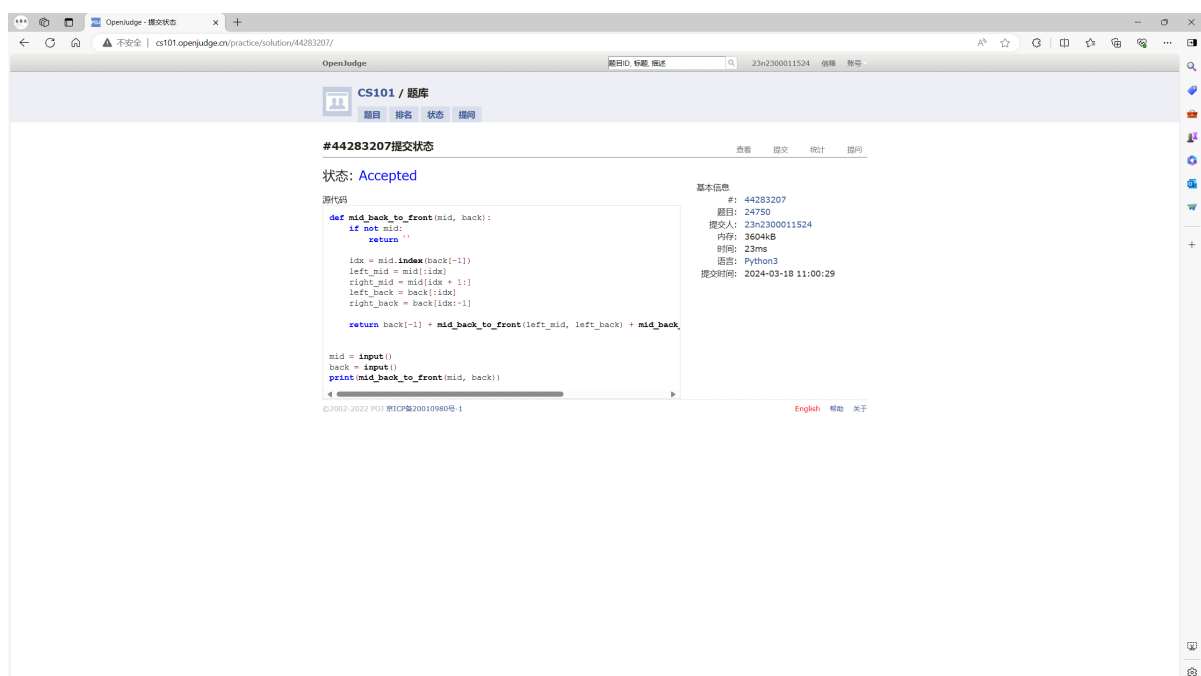 OpenJudge - 提交状态
不安全 | cs101.openjudge.cn/practice/solution/44283207/
OpenJudge 题目ID, 标题, 描述 23n2300011524 信箱 账号
CS101 / 题库
题目 排名 状态 提问
#44283207提交状态 查看 提交 统计 提问
状态: Accepted
源代码
def mid_back_to_front(mid, back):
    if not mid:
        return ''
    idx = mid.index(back[-1])
    left_mid = mid[:idx]
    right_mid = mid[idx + 1:]
    left_back = back[:idx]
    right_back = back[idx:-1]
    return back[-1] + mid_back_to_front(left_mid, left_back) + mid_back_
mid = input()
back = input()
print(mid_back_to_front(mid, back))
基本信息
#: 44283207
题目: 24750
提交人: 23n2300011524
内存: 3604kB
时间: 23ms
语言: Python3
提交时间: 2024-03-18 11:00:29
©2002-2022 POJ 京ICP备20010980号-1 English 帮助 关于